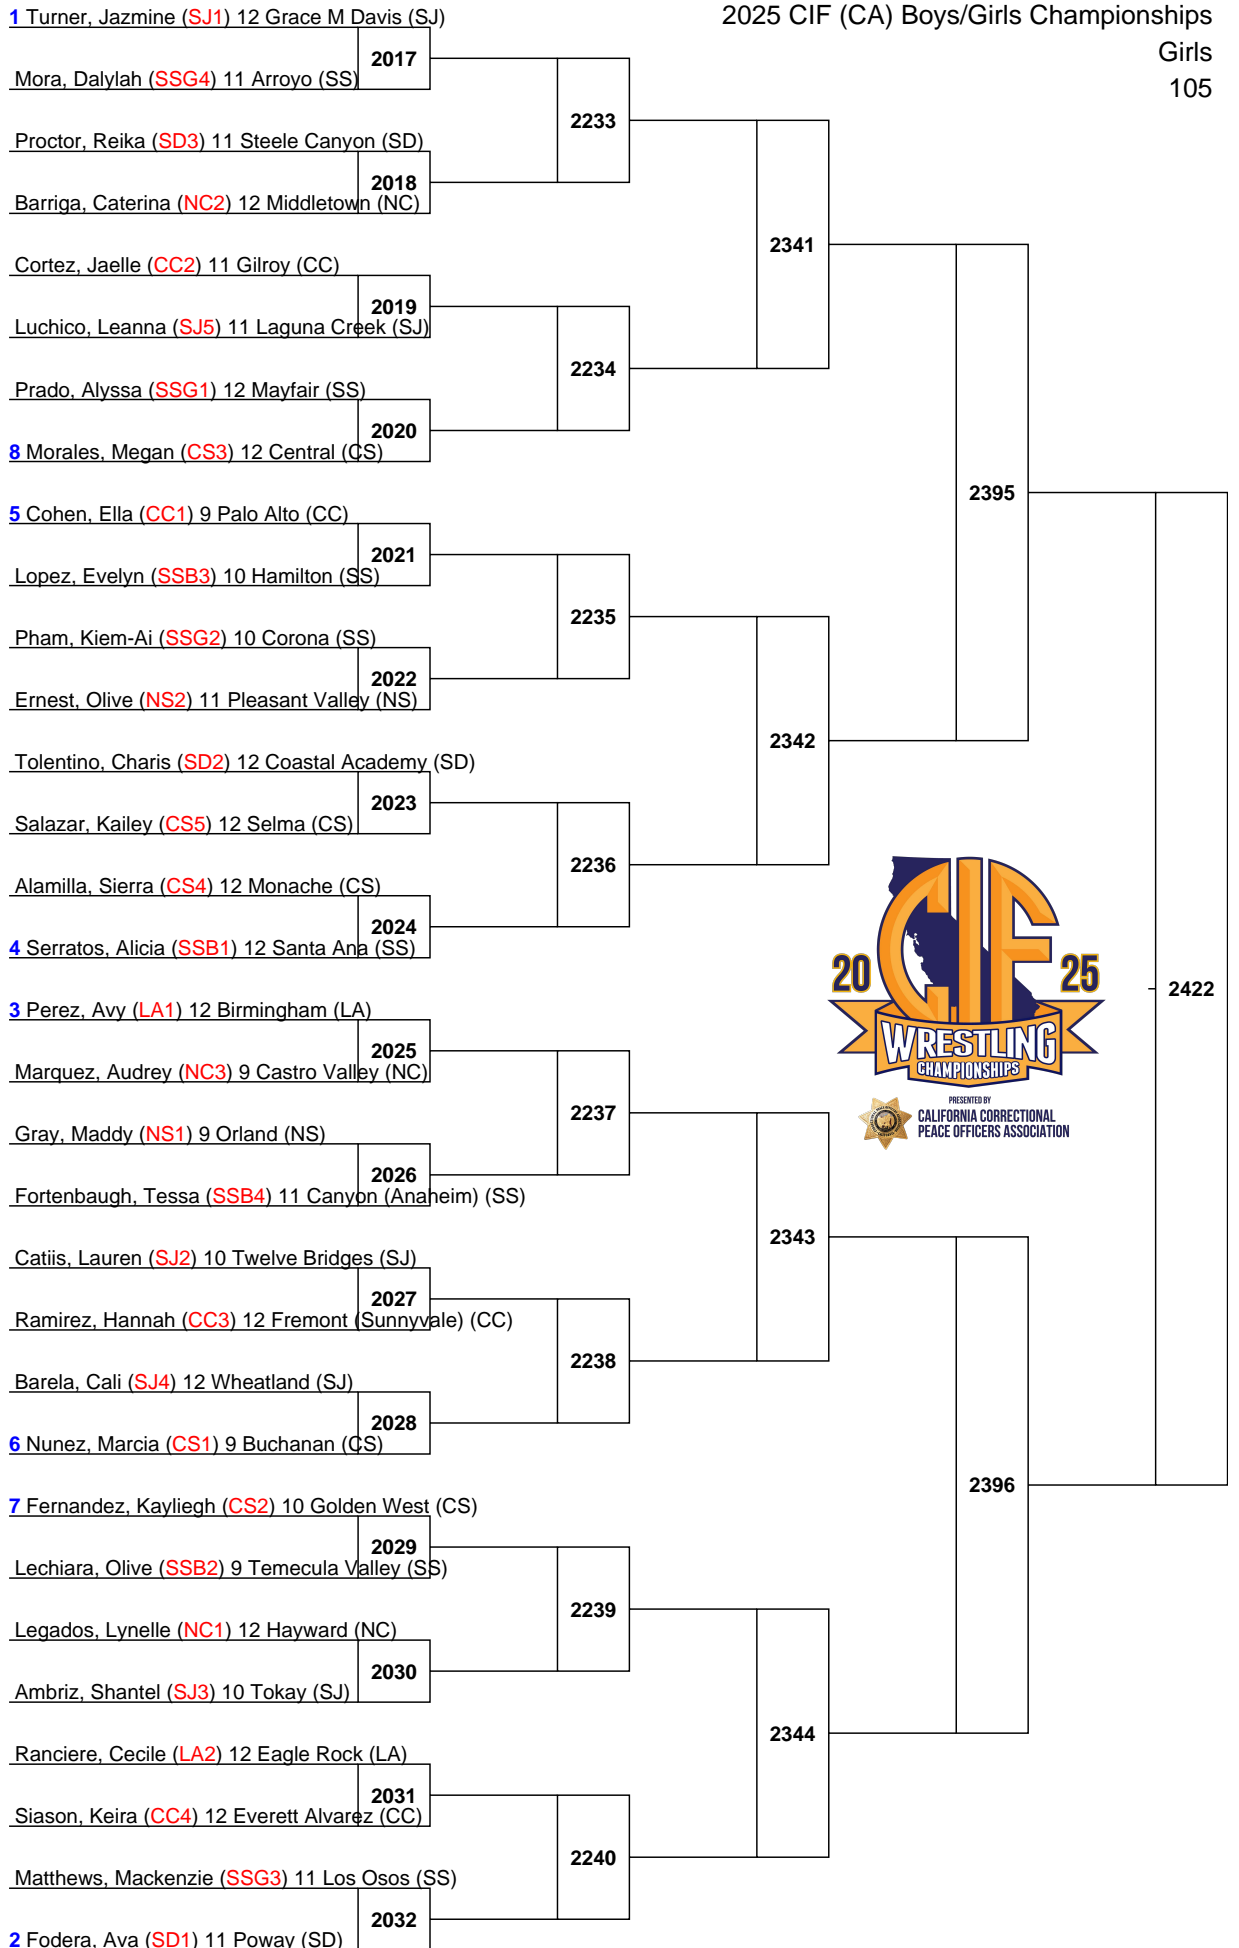 2025 CIF (CA) Boys/Girls Championships
Girls
105
1 Turner, Jazmine (SJ1) 12 Grace M Davis (SJ)
2017
Mora, Dalylah (SSG4) 11 Arroyo (SS)
2233
Proctor, Reika (SD3) 11 Steele Canyon (SD)
2018
Barriga, Caterina (NC2) 12 Middletown (NC)
2341
Cortez, Jaelle (CC2) 11 Gilroy (CC)
2019
Luchico, Leanna (SJ5) 11 Laguna Creek (SJ)
2234
Prado, Alyssa (SSG1) 12 Mayfair (SS)
2020
8 Morales, Megan (CS3) 12 Central (CS)
2395
5 Cohen, Ella (CC1) 9 Palo Alto (CC)
2021
Lopez, Evelyn (SSB3) 10 Hamilton (SS)
2235
Pham, Kiem-Ai (SSG2) 10 Corona (SS)
2022
Ernest, Olive (NS2) 11 Pleasant Valley (NS)
2342
Tolentino, Charis (SD2) 12 Coastal Academy (SD)
2023
Salazar, Kailey (CS5) 12 Selma (CS)
2236
Alamilla, Sierra (CS4) 12 Monache (CS)
2024
4 Serratos, Alicia (SSB1) 12 Santa Ana (SS)
CIF
20 25
2422
WRESTLING
CHAMPIONSHIPS
PRESENTED BY
CALIFORNIA CORRECTIONAL
PEACE OFFICERS ASSOCIATION
3 Perez, Avy (LA1) 12 Birmingham (LA)
2025
Marquez, Audrey (NC3) 9 Castro Valley (NC)
2237
Gray, Maddy (NS1) 9 Orland (NS)
2026
Fortenbaugh, Tessa (SSB4) 11 Canyon (Anaheim) (SS)
2343
Catiis, Lauren (SJ2) 10 Twelve Bridges (SJ)
2027
Ramirez, Hannah (CC3) 12 Fremont (Sunnyvale) (CC)
2238
Barela, Cali (SJ4) 12 Wheatland (SJ)
2028
6 Nunez, Marcia (CS1) 9 Buchanan (CS)
2396
7 Fernandez, Kayliegh (CS2) 10 Golden West (CS)
2029
Lechiara, Olive (SSB2) 9 Temecula Valley (SS)
2239
Legados, Lynelle (NC1) 12 Hayward (NC)
2030
Ambriz, Shantel (SJ3) 10 Tokay (SJ)
2344
Ranciere, Cecile (LA2) 12 Eagle Rock (LA)
2031
Siason, Keira (CC4) 12 Everett Alvarez (CC)
2240
Matthews, Mackenzie (SSG3) 11 Los Osos (SS)
2032
2 Fodera, Ava (SD1) 11 Poway (SD)